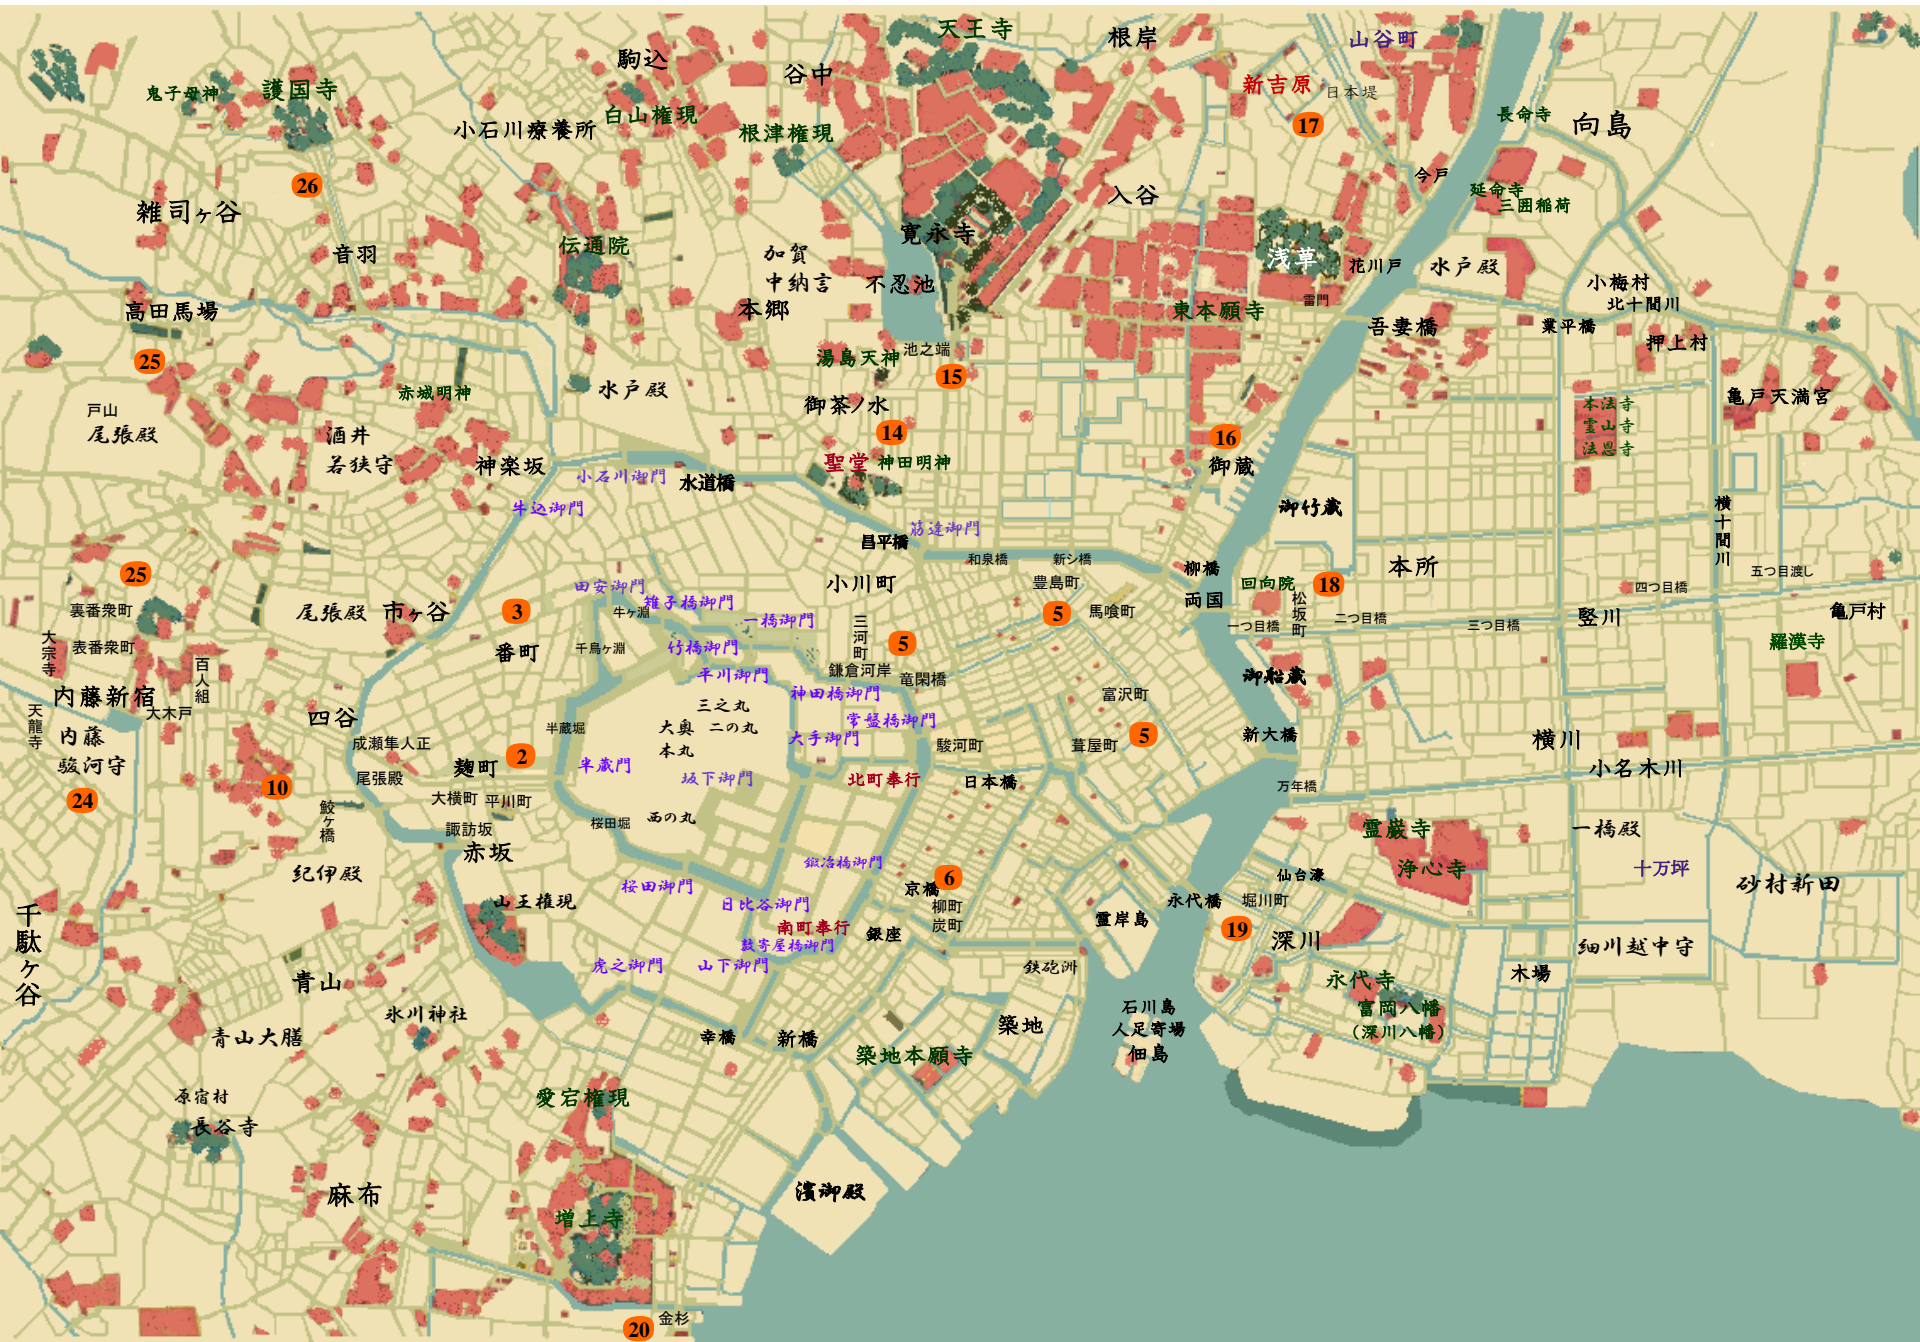 天王寺
根岸
山谷町
駒込
谷中
新吉原
日本堤
鬼子母神
護国寺
白山権現
小石川療養所
根津権現
17
長命寺
向島
今戸
延命寺
三囲稲荷
26
雑司ヶ谷
入谷
音羽
伝通院
加賀
中納言
寛永寺
不忍池
浅草
花川戸
水戸殿
小梅村
北十間川
高田馬場
本郷
東本願寺
雷門
吾妻橋
業平橋
押上村
25
湯島天神
池之端
15
赤城明神
水戸殿
御茶ノ水
亀戸天満宮
本法寺
霊山寺
法恩寺
戸山
尾張殿
酒井
若狭守
神楽坂
14
聖堂
神田明神
16
御蔵
小石川御門
水道橋
牛込御門
筋違御門
昌平橋
御竹蔵
横十間川
和泉橋
新シ橋
柳橋
本所
五つ目渡し
25
田安御門
小川町
豊島町
回向院
18
四つ目橋
裏番衆町
尾張殿
市ヶ谷
3
牛ヶ淵
雉子橋御門
一橋御門
三河町
5
5
馬喰町
両国
松坂町
一つ目橋
二つ目橋
三つ目橋
竪川
亀戸村
大宗寺
表番衆町
百人組
番町
千鳥ヶ淵
竹橋御門
平川御門
鎌倉河岸
竜閑橋
御船蔵
羅漢寺
内藤新宿
大木戸
神田橋御門
富沢町
天龍寺
内藤
駿河守
四谷
成瀬隼人正
半蔵堀
三之丸
大奥
二の丸
本丸
常盤橋御門
大手御門
駿河町
葺屋町
5
新大橋
横川
尾張殿
麹町
2
半蔵門
坂下御門
北町奉行
日本橋
小名木川
24
10
鮫ヶ橋
大横町
平川町
万年橋
諏訪坂
赤坂
桜田堀
西の丸
霊巌寺
一橋殿
紀伊殿
鍛冶橋御門
浄心寺
十万坪
砂村新田
6
京橋
柳町
炭町
仙台濠
千駄ヶ谷
山王権現
桜田御門
日比谷御門
南町奉行
数寄屋橋御門
銀座
霊岸島
永代橋
堀川町
19
深川
細川越中守
虎之御門
山下御門
鉄砲洲
木場
青山
永代寺
富岡八幡
(深川八幡)
氷川神社
石川島
人足寄場
佃島
青山大膳
幸橋
新橋
築地
築地本願寺
原宿村
長谷寺
愛宕権現
麻布
濱御殿
増上寺
20
金杉